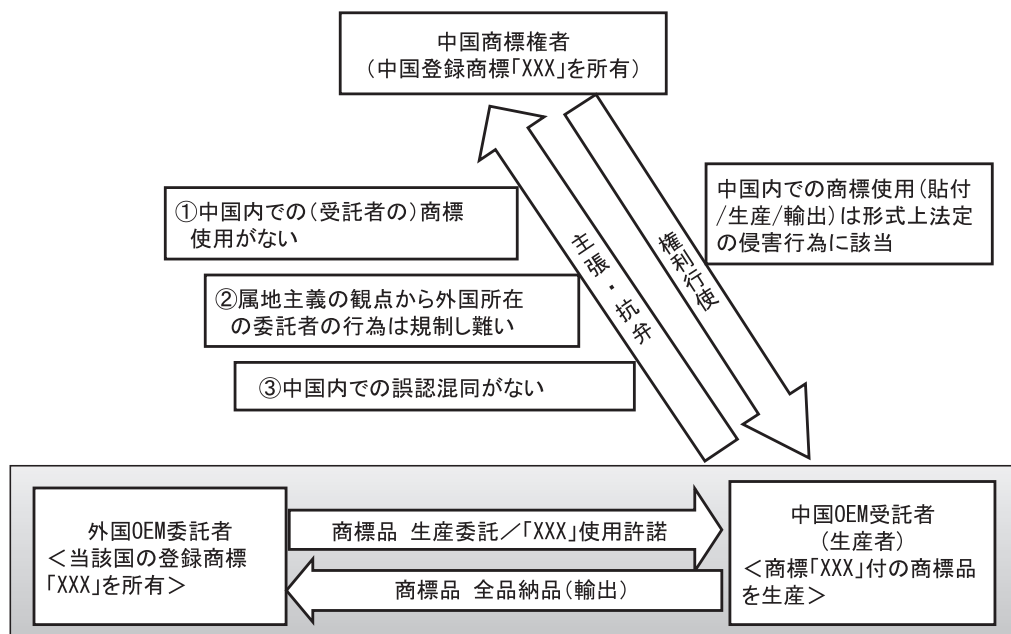 中国商標権者
(中国登録商標「XXX」を所有)
①中国内での(受託者の)商標
使用がない
中国内での商標使用(貼付
/生産/輸出)は形式上法定
の侵害行為に該当
②属地主義の観点から外国所在
の委託者の行為は規制し難い
③中国内での誤認混同がない
主張・抗弁
権利行使
外国OEM委託者
<当該国の登録商標
「XXX」を所有>
商標品 生産委託/「XXX」使用許諾
商標品 全品納品(輸出)
中国OEM受託者
(生産者)
<商標「XXX」付の商標品
を生産>